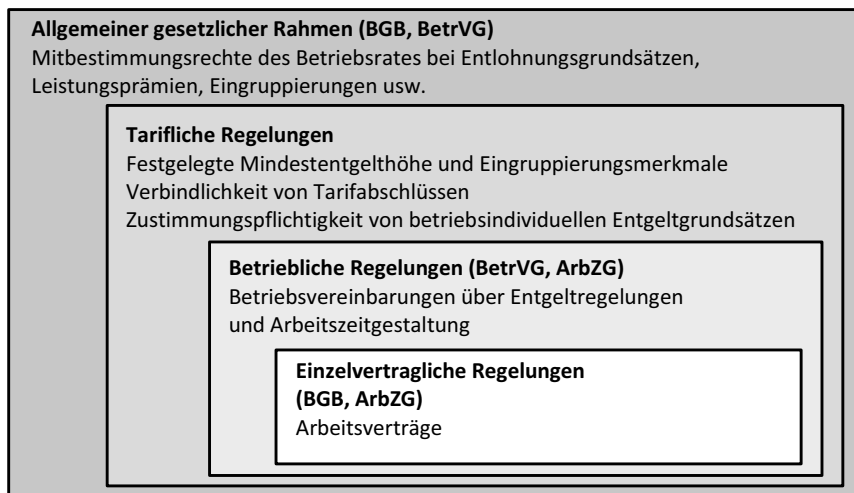 Allgemeiner gesetzlicher Rahmen (BGB, BetrVG)
Mitbestimmungsrechte des Betriebsrates bei Entlohnungsgrundsätzen,
Leistungsprämien, Eingruppierungen usw.
Tarifliche Regelungen
Festgelegte Mindestentgelthöhe und Eingruppierungsmerkmale
Verbindlichkeit von Tarifabschlüssen
Zustimmungspflichtigkeit von betriebsindividuellen Entgeltgrundsätzen
Betriebliche Regelungen (BetrVG, ArbZG)
Betriebsvereinbarungen über Entgeltregelungen
und Arbeitszeitgestaltung
Einzelvertragliche Regelungen
(BGB, ArbZG)
Arbeitsverträge